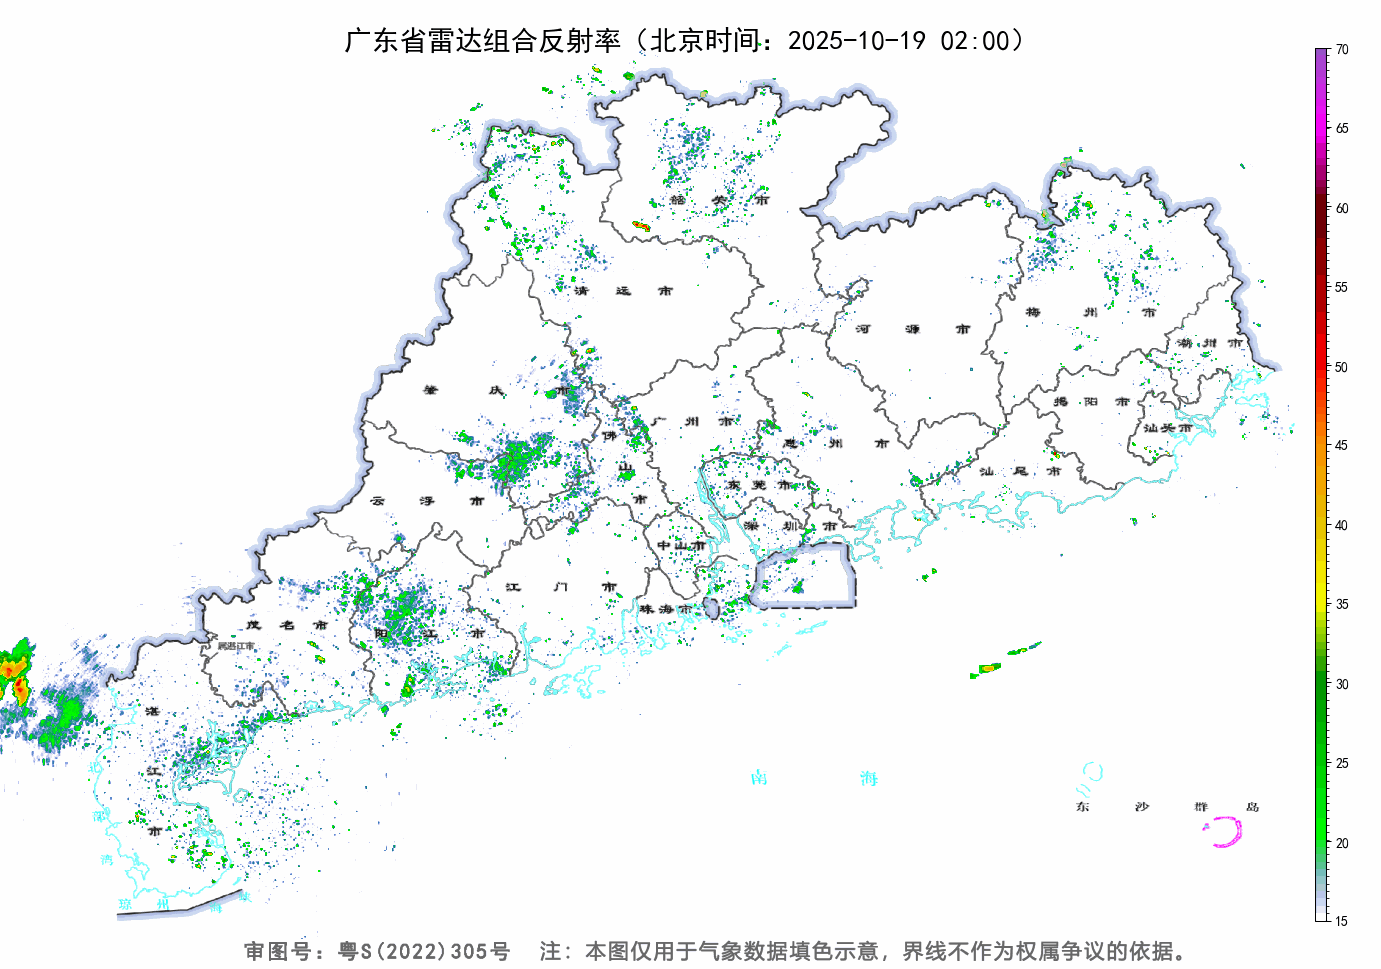 广东省雷达组合反射率（北京时间：2025-10-19 02:00）
70
65
60
55
50
45
40
35
30
25
20
15
韶关市
清远市
河源市
梅州市
潮州市
肇庆市
揭阳市
汕头市
广州市
佛山市
惠州市
汕尾市
东莞市
云浮市
深圳市
中山市
江门市
珠海市
茂名市
阳江市
属湛江市
湛江市
北部湾
南海
东沙群岛
琼州海峡
审图号：粤S(2022)305号 注：本图仅用于气象数据填色示意，界线不作为权属争议的依据。